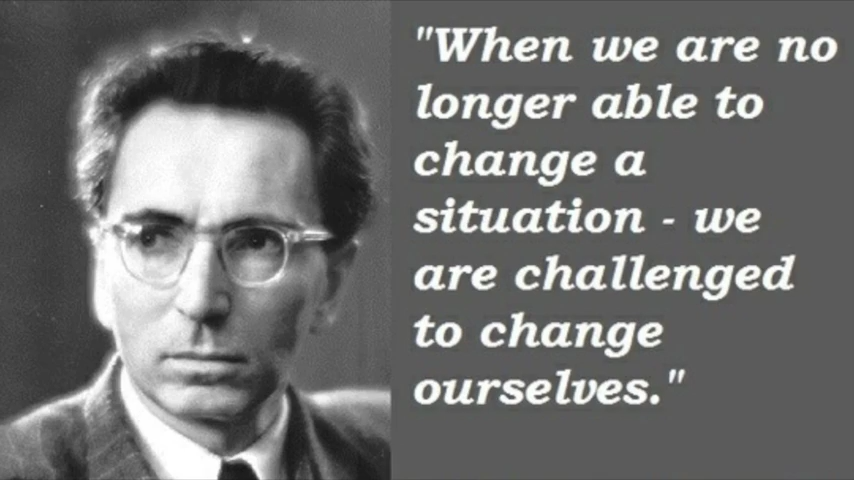 "When we are no
longer able to
change a
situation - we
are challenged
to change
ourselves."